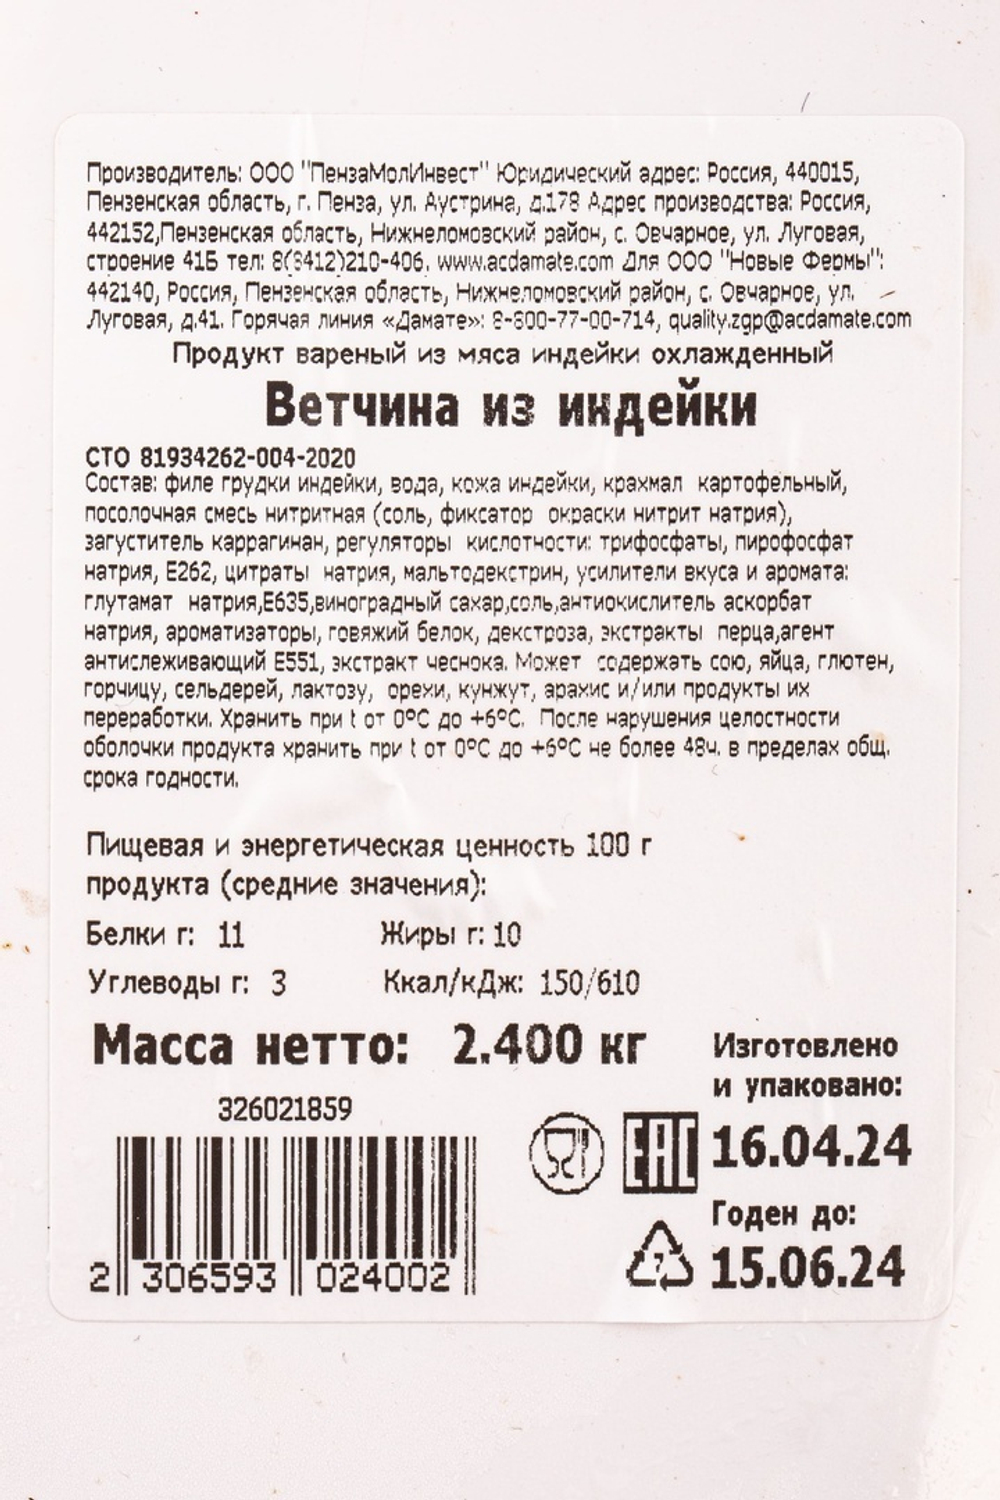 Производитель: ООО "ПензаМолИнвест" Юридический адрес: Россия, 440015,
Пензенская область, г. Пенза, ул. Аустрина, д.178 Адрес производства: Россия,
442152,Пензенская область, Нижнеломовский район, с. Овчарное, ул. Луговая,
строение 41Б тел: 8(8412)210-406. www.acdamate.com Для ООО "Новые Фермы":
442140, Россия, Пензенская область, Нижнеломовский район, с. Овчарное, ул.
Луговая, д.41. Горячая линия «Дамате»: 8-800-77-00-714, quality.zgp@acdamate.com
Продукт вареный из мяса индейки охлажденный
Ветчина из индейки
СТО 81934262-004-2020
Состав: филе грудки индейки, вода, кожа индейки, крахмал картофельный,
посолочная смесь нитритная (соль, фиксатор окраски нитрит натрия),
загуститель каррагинан, регуляторы кислотности: трифосфаты, пирофосфат
натрия, Е262, цитраты натрия, мальтодекстрин, усилители вкуса и аромата:
глутамат натрия,Е635,виноградный сахар,соль,антиокислитель аскорбат
натрия, ароматизаторы, говяжий белок, декстроза, экстракты перца,агент
антислеживающий Е551, экстракт чеснока. Может содержать сою, яйца, глютен,
горчицу, сельдерей, лактозу, орехи, кунжут, арахис и/или продукты их
переработки. Хранить при t от 0°С до +6°С. После нарушения целостности
оболочки продукта хранить при t от 0°С до +6°С не более 48ч. в пределах общ.
срока годности.
Пищевая и энергетическая ценность 100 г
продукта (средние значения):
Белки г: 11 Жиры г: 10
Углеводы г: 3 Ккал/кДж: 150/610
Масса нетто: 2.400 кг
Изготовлено
и упаковано:
326021859
EAC 16.04.24
Годен до:
7 15.06.24
2 306593 024002